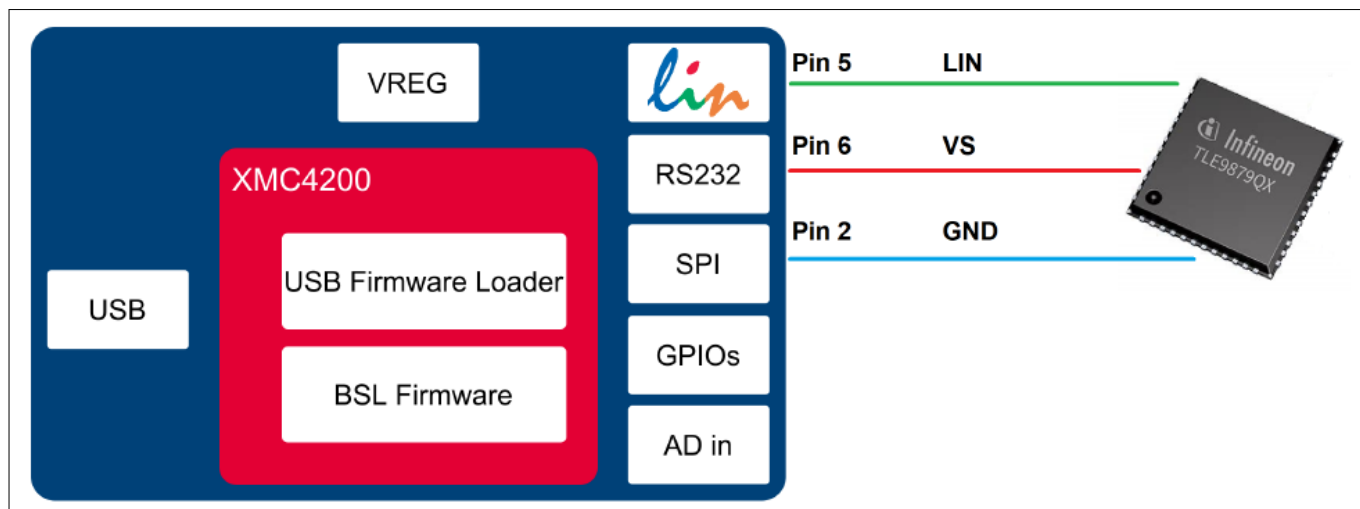 VREG
lin
Pin 5 LIN
XMC4200
RS232
Pin 6 VS
Infineon
TLE9879QX
USB Firmware Loader
SPI
Pin 2 GND
USB
BSL Firmware
GPIOs
AD in